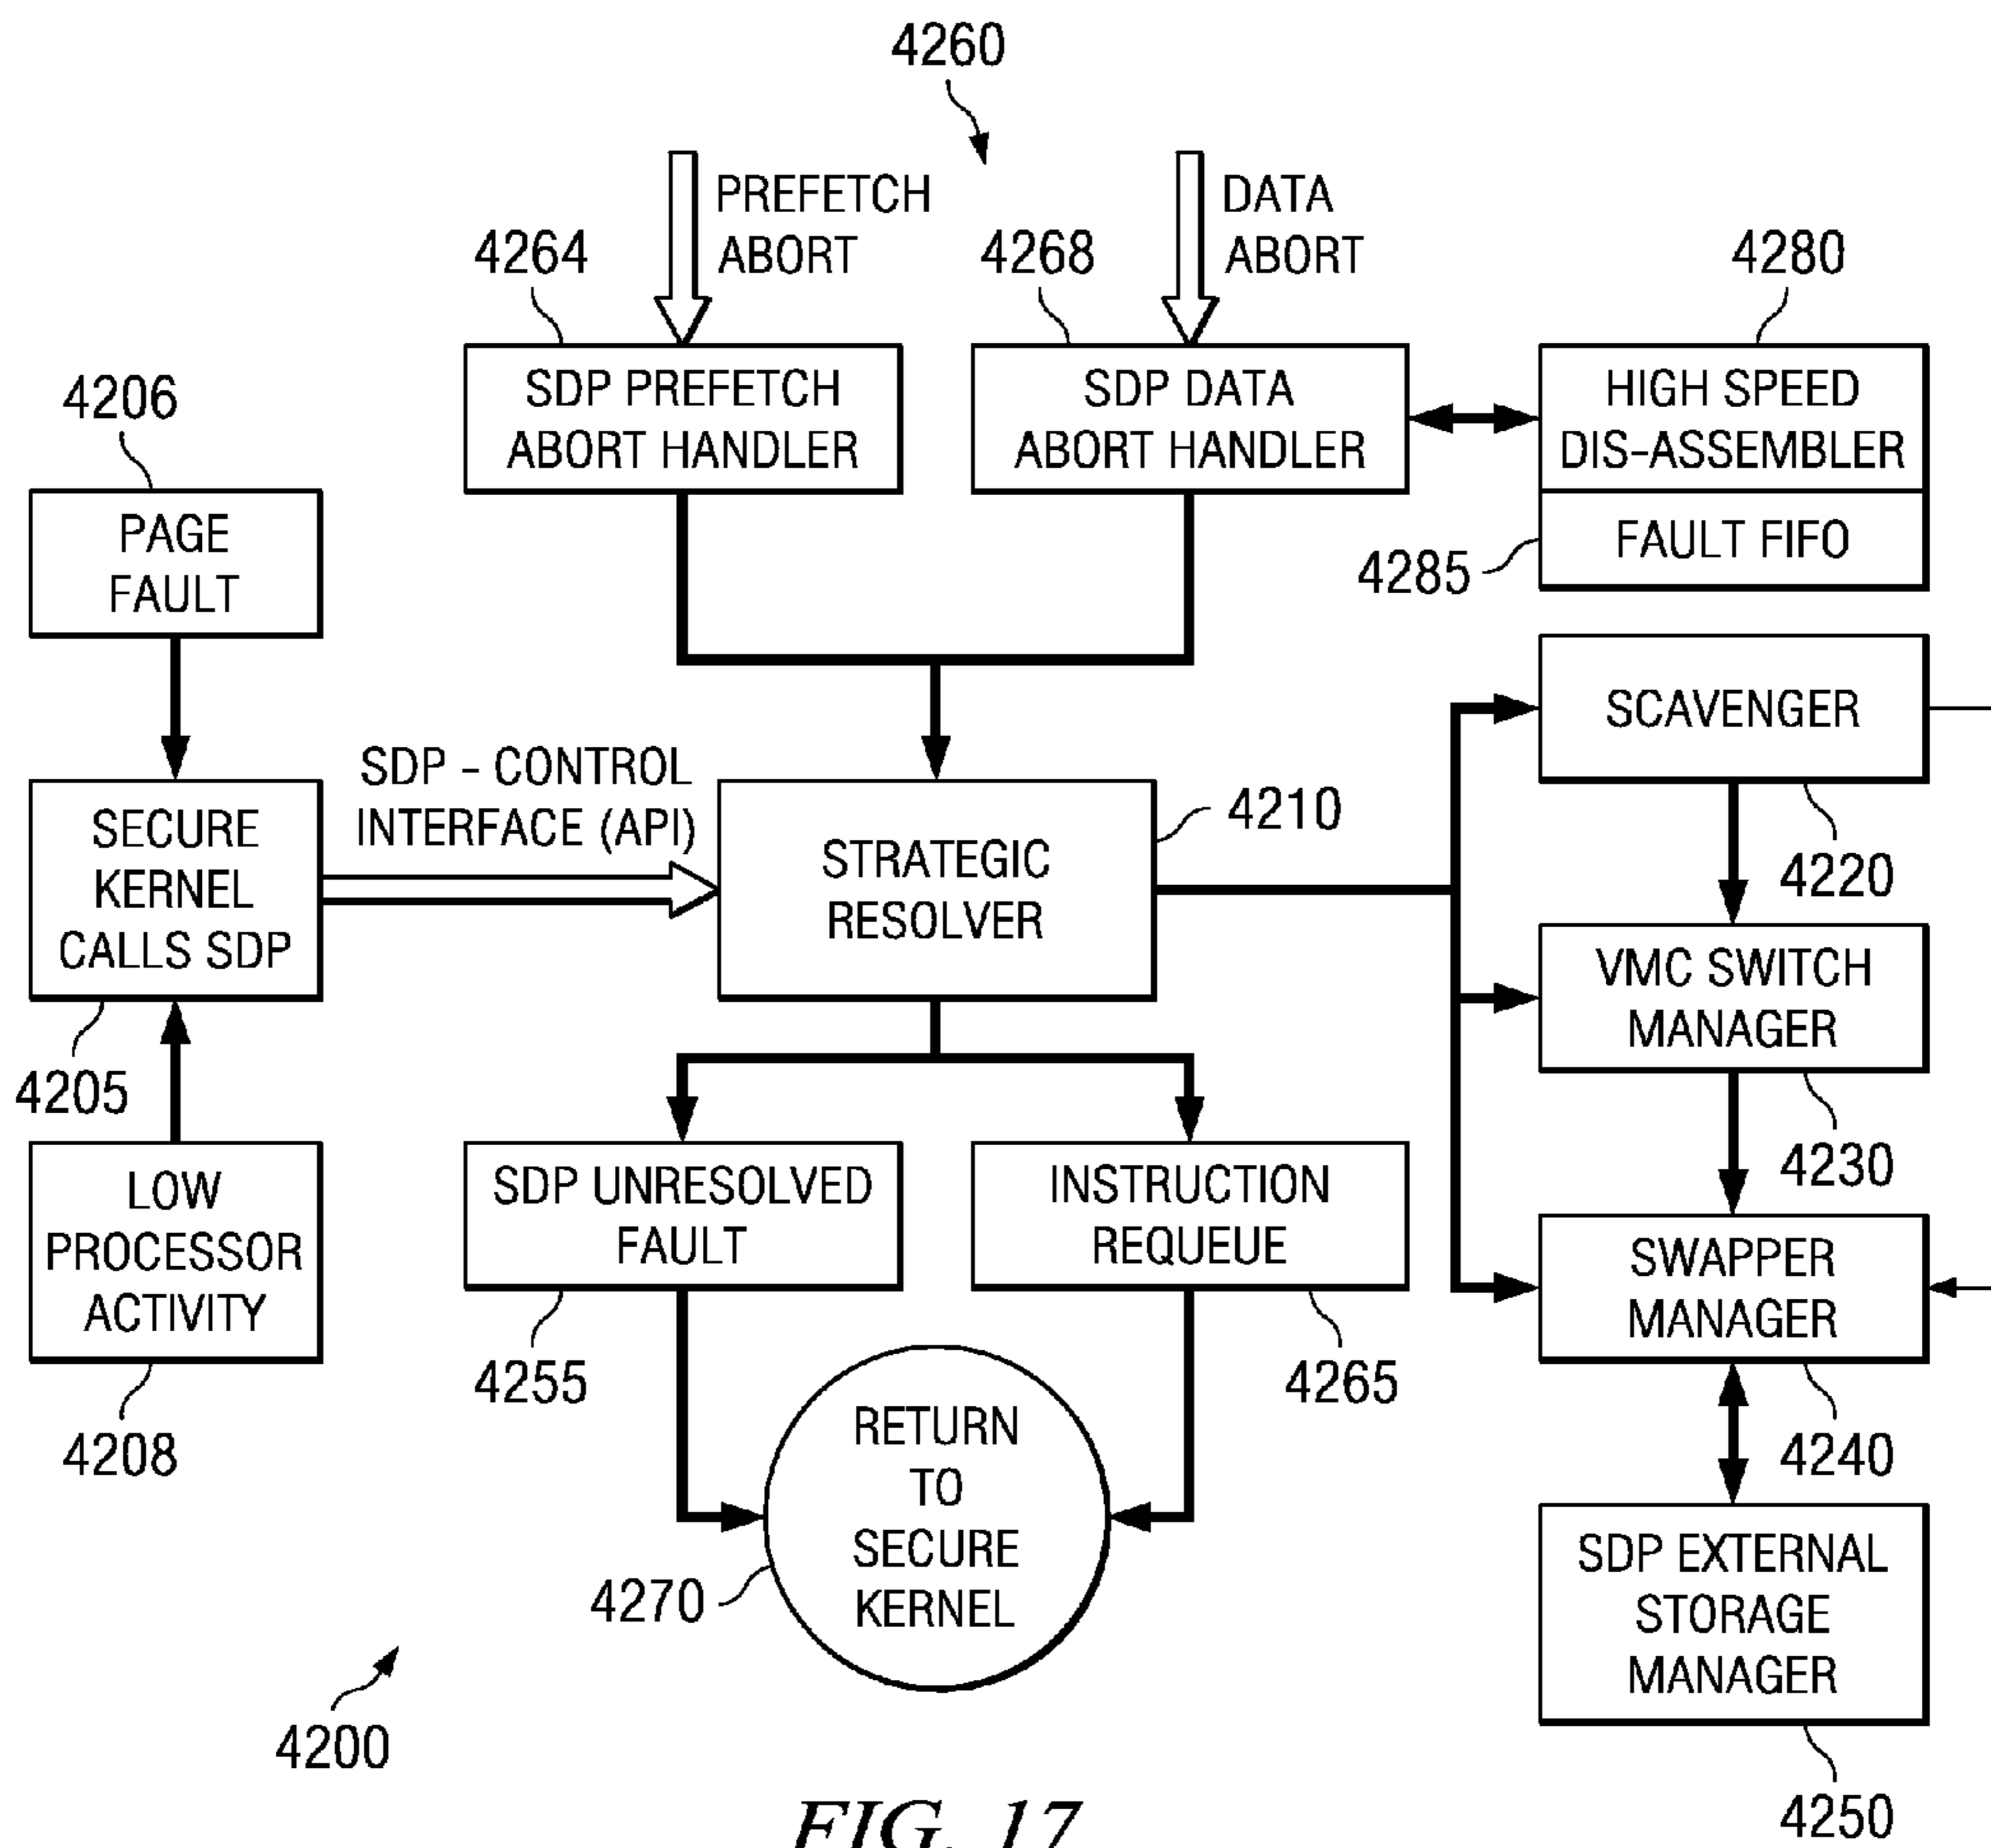 4260
PREFETCH
ABORT
DATA
ABORT
4264
4268
4280
SDP PREFETCH
ABORT HANDLER
SDP DATA
ABORT HANDLER
HIGH SPEED
DIS-ASSEMBLER
FAULT FIFO
4285
4206
PAGE
FAULT
SCAVENGER
4220
SDP - CONTROL
INTERFACE (API)
SECURE
KERNEL
CALLS SDP
4205
STRATEGIC
RESOLVER
4210
VMC SWITCH
MANAGER
4230
LOW
PROCESSOR
ACTIVITY
4208
SDP UNRESOLVED
FAULT
4255
INSTRUCTION
REQUEUE
4265
SWAPPER
MANAGER
4240
RETURN
TO
SECURE
KERNEL
4270
SDP EXTERNAL
STORAGE
MANAGER
4250
4200
FIG. 17